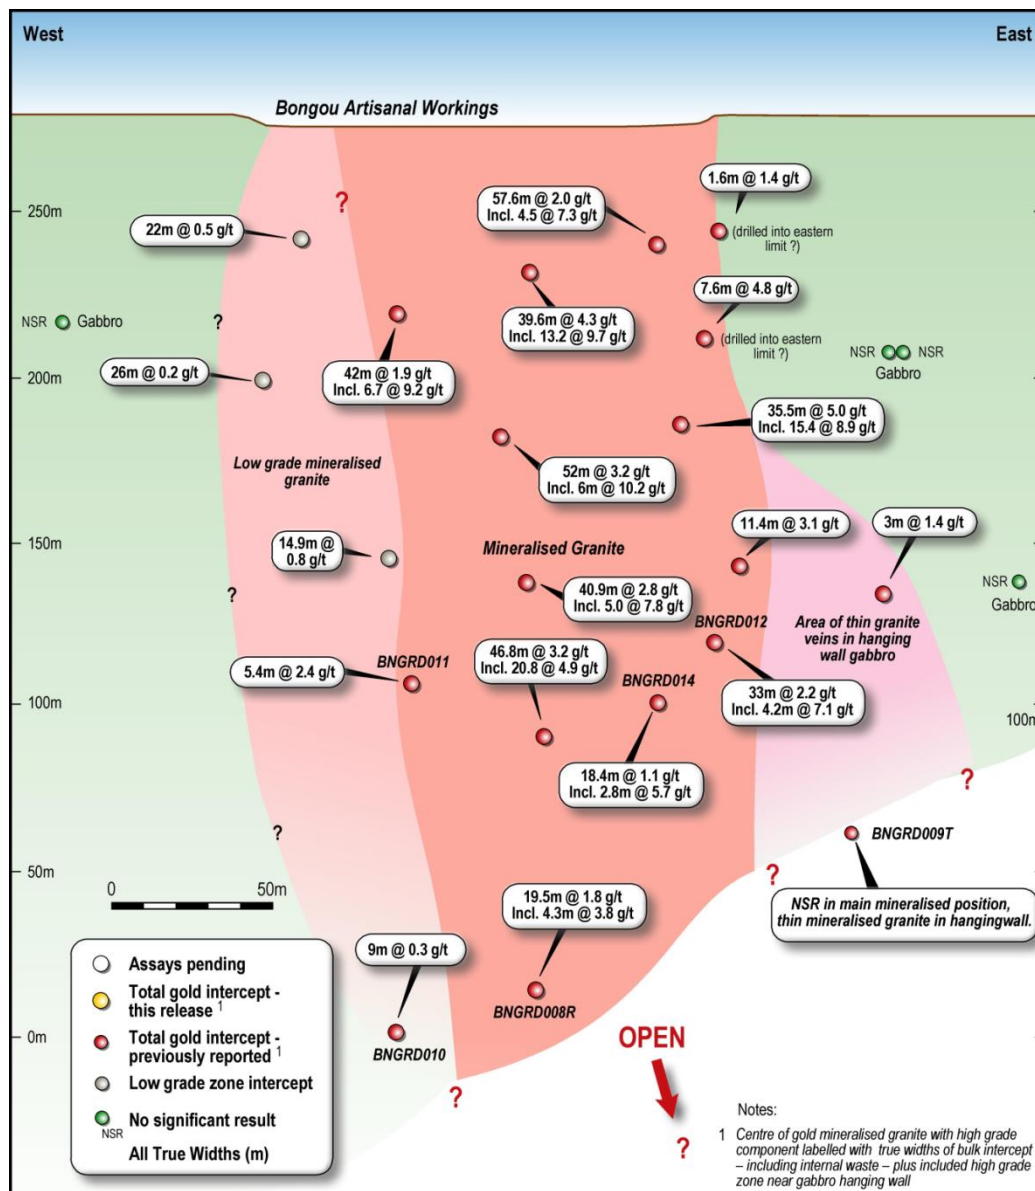 West
East
Bongou Artisanal Workings
250m
200m
150m
100m
50m
0m
100m
?
?
?
?
?
?
?
?
?
22m @ 0.5 g/t
NSR
Gabbro
26m @ 0.2 g/t
Low grade mineralised
granite
14.9m @
0.8 g/t
5.4m @ 2.4 g/t
BNGRD011
42m @ 1.9 g/t
Incl. 6.7 @ 9.2 g/t
57.6m @ 2.0 g/t
Incl. 4.5 @ 7.3 g/t
39.6m @ 4.3 g/t
Incl. 13.2 @ 9.7 g/t
1.6m @ 1.4 g/t
(drilled into eastern
limit ?)
7.6m @ 4.8 g/t
(drilled into eastern
limit ?)
NSR
NSR
Gabbro
35.5m @ 5.0 g/t
Incl. 15.4 @ 8.9 g/t
52m @ 3.2 g/t
Incl. 6m @ 10.2 g/t
Mineralised Granite
11.4m @ 3.1 g/t
3m @ 1.4 g/t
NSR
Gabbro
40.9m @ 2.8 g/t
Incl. 5.0 @ 7.8 g/t
BNGRD012
Area of thin granite
veins in hanging
wall gabbro
46.8m @ 3.2 g/t
Incl. 20.8 @ 4.9 g/t
BNGRD014
33m @ 2.2 g/t
Incl. 4.2m @ 7.1 g/t
18.4m @ 1.1 g/t
Incl. 2.8m @ 5.7 g/t
BNGRD009T
NSR in main mineralised position,
thin mineralised granite in hangingwall.
19.5m @ 1.8 g/t
Incl. 4.3m @ 3.8 g/t
BNGRD008R
9m @ 0.3 g/t
BNGRD010
OPEN
0
50m
Assays pending
Total gold intercept -
this release 1
Total gold intercept -
previously reported 1
Low grade zone intercept
No significant result
NSR
All True Widths (m)
Notes:
1 Centre of gold mineralised granite with high grade
component labelled with true widths of bulk intercept
– including internal waste – plus included high grade
zone near gabbro hanging wall